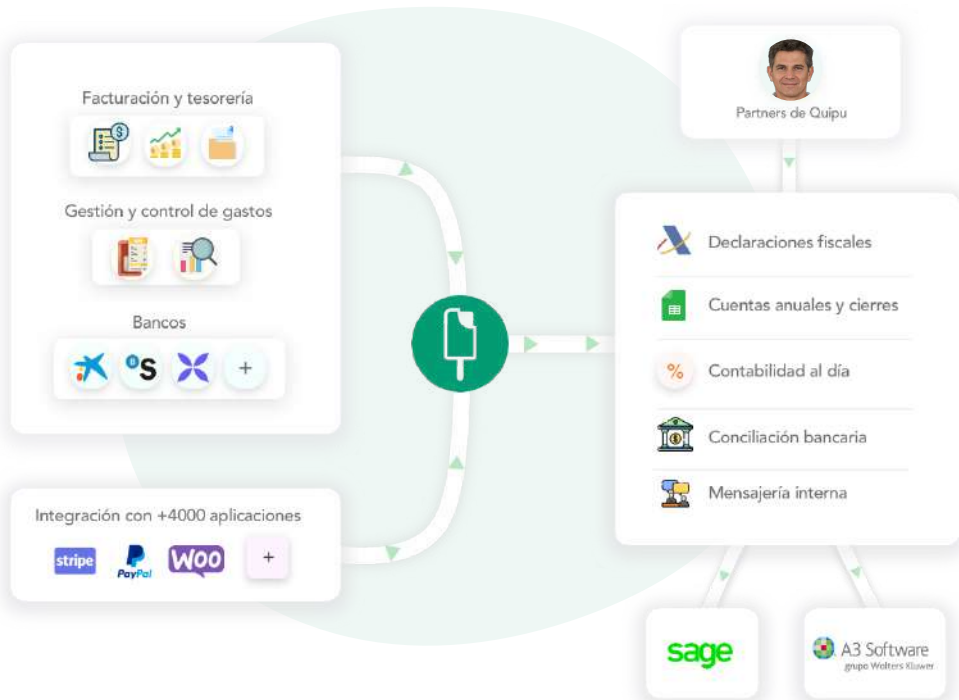 Facturación y tesorería
Gestión y control de gastos
Bancos
S
+
Integración con +4000 aplicaciones
stripe
PayPal
WOO
+
Partners de Quipu
Declaraciones fiscales
Cuentas anuales y cierres
%
Contabilidad al día
Conciliación bancaria
Mensajería interna
sage
A3 Software
grupo Wolters Kluwer